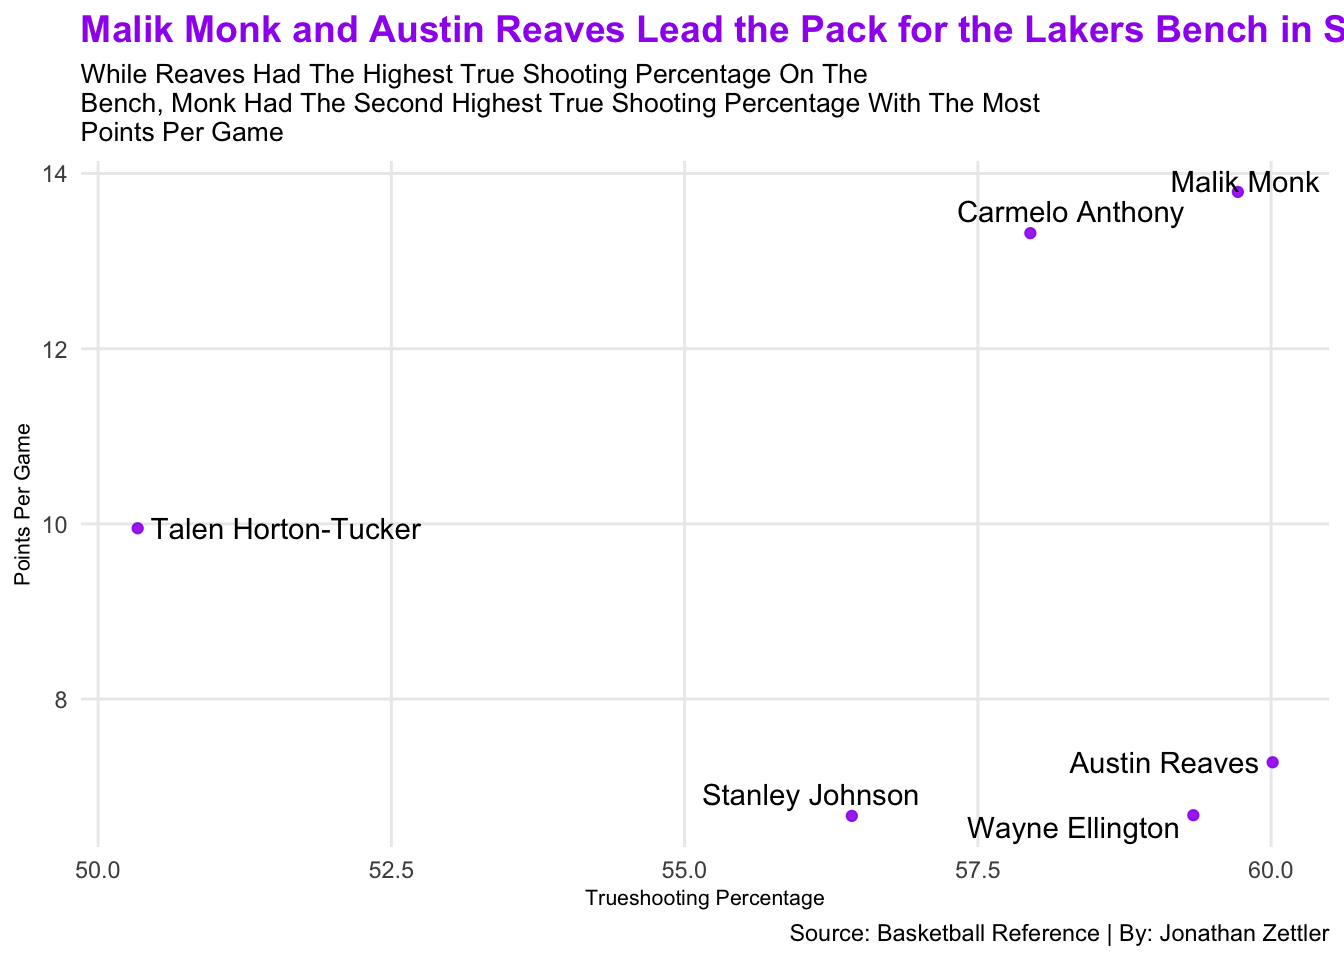 Malik Monk and Austin Reaves Lead the Pack for the Lakers Bench in
While Reaves Had The Highest True Shooting Percentage On The
Bench, Monk Had The Second Highest True Shooting Percentage With The Most
Points Per Game
14
Malik Monk
Carmelo Anthony
12
Points Per Game
10
Talen Horton-Tucker
8
Austin Reaves
Stanley Johnson
Wayne Ellington
50.0
52.5
55.0
57.5
60.0
Trueshooting Percentage
Source: Basketball Reference | By: Jonathan Zettler